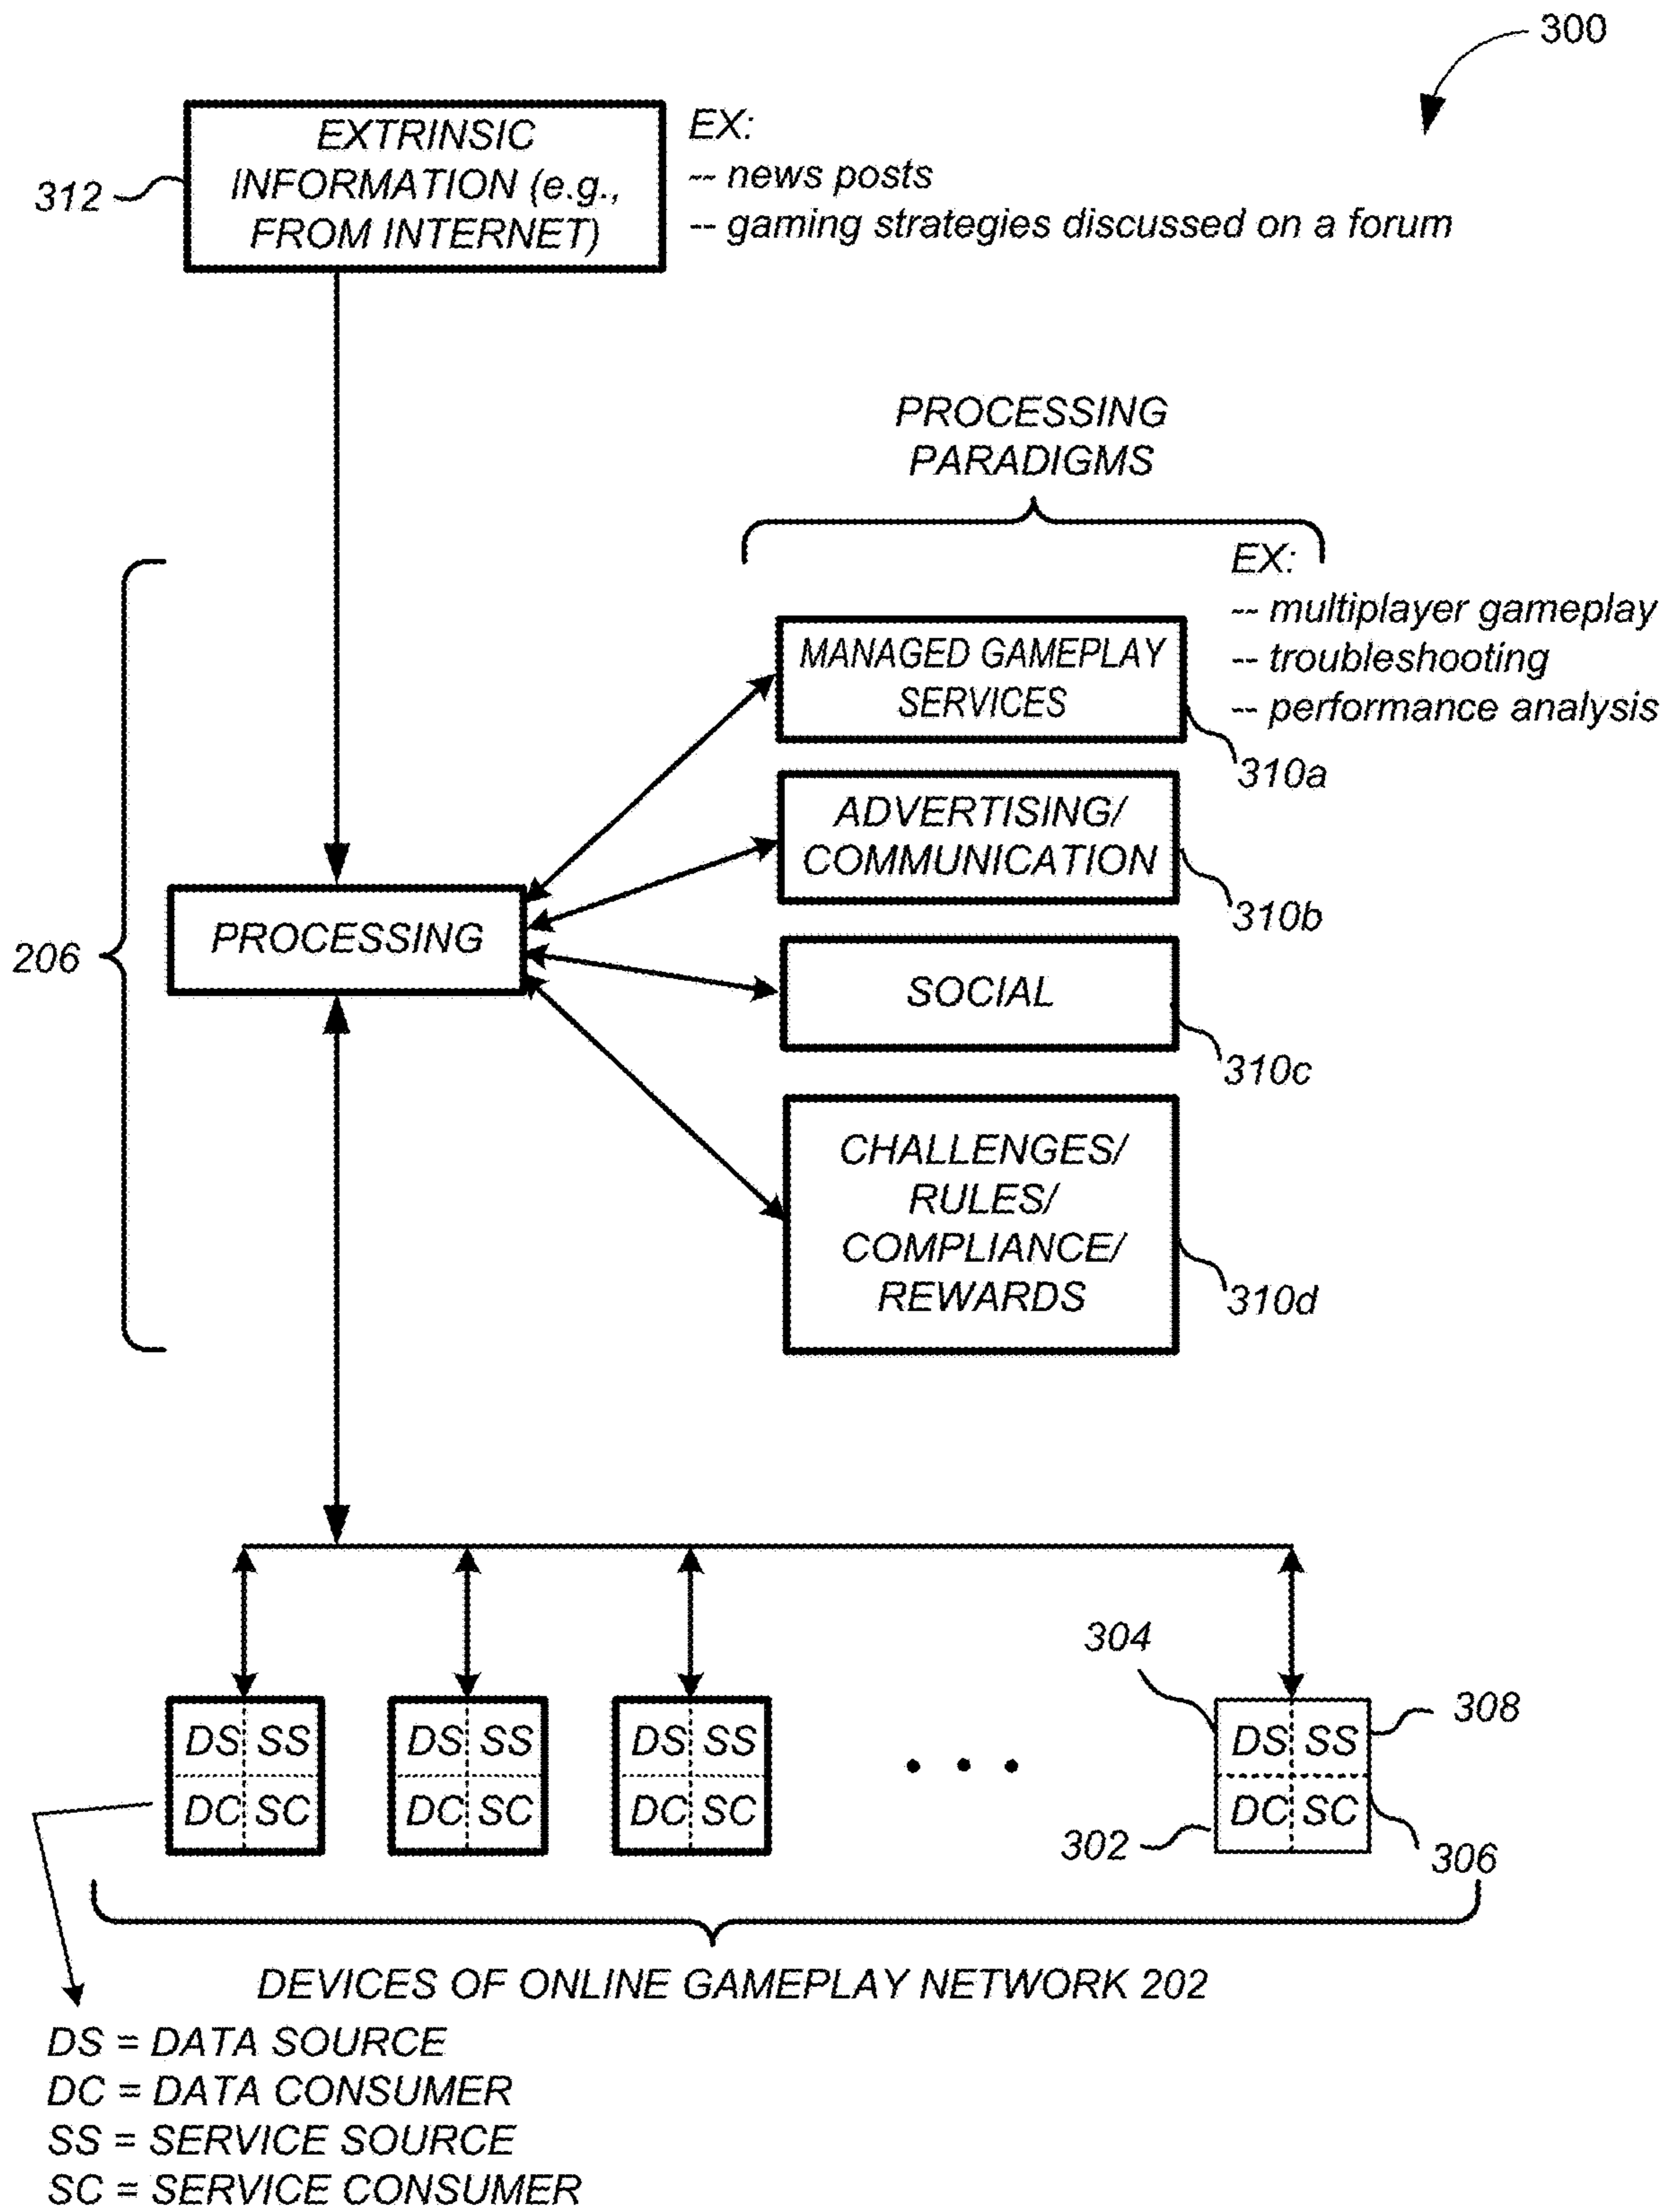 300
EXTRINSIC
INFORMATION (e.g.,
FROM INTERNET)
312
EX:
-- news posts
-- gaming strategies discussed on a forum
PROCESSING
PARADIGMS
EX:
-- multiplayer gameplay
-- troubleshooting
-- performance analysis
MANAGED GAMEPLAY
SERVICES
310a
ADVERTISING/
COMMUNICATION
310b
206
PROCESSING
SOCIAL
310c
CHALLENGES/
RULES/
COMPLIANCE/
REWARDS
310d
304
308
DS SS
DC SC
DS SS
DC SC
DS SS
DC SC
• • •
DS SS
DC SC
302
306
DEVICES OF ONLINE GAMEPLAY NETWORK 202
DS = DATA SOURCE
DC = DATA CONSUMER
SS = SERVICE SOURCE
SC = SERVICE CONSUMER